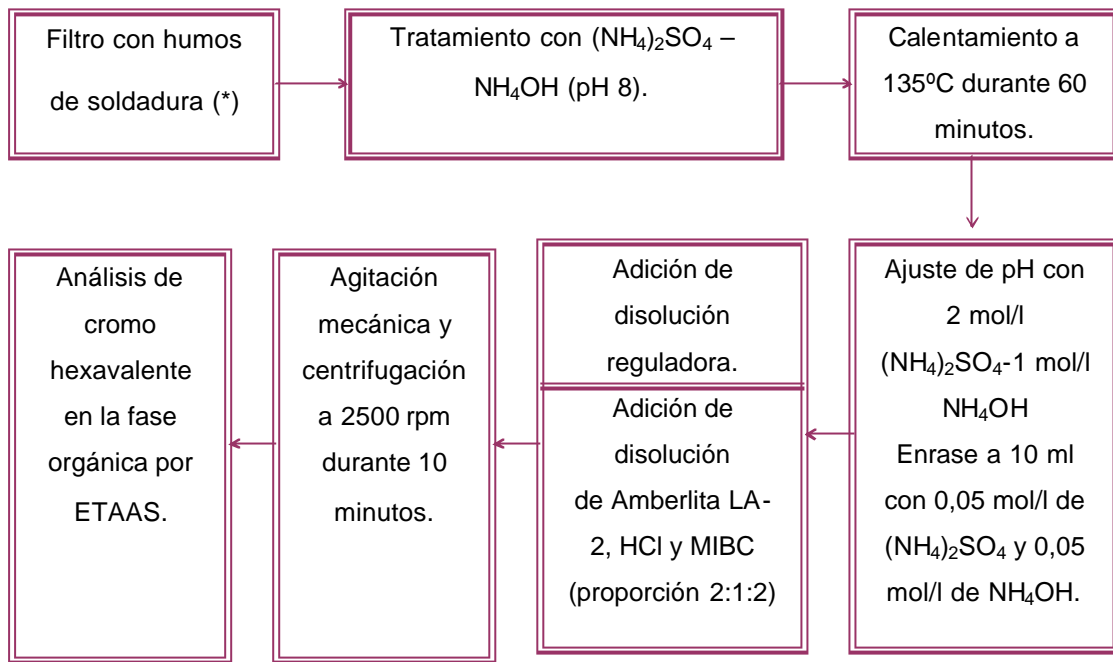 Filtro con humos
de soldadura (*)
Tratamiento con (NH₄)₂SO₄ –
NH₄OH (pH 8).
Calentamiento a
135ºC durante 60
minutos.
Ajuste de pH con
2 mol/l
(NH₄)₂SO₄-1 mol/l
NH₄OH
Enrase a 10 ml
con 0,05 mol/l de
(NH₄)₂SO₄ y 0,05
mol/l de NH₄OH.
Adición de
disolución
reguladora.
Adición de
disolución
de Amberlita LA-
2, HCl y MIBC
(proporción 2:1:2)
Agitación
mecánica y
centrifugación
a 2500 rpm
durante 10
minutos.
Análisis de
cromo
hexavalente
en la fase
orgánica por
ETAAS.